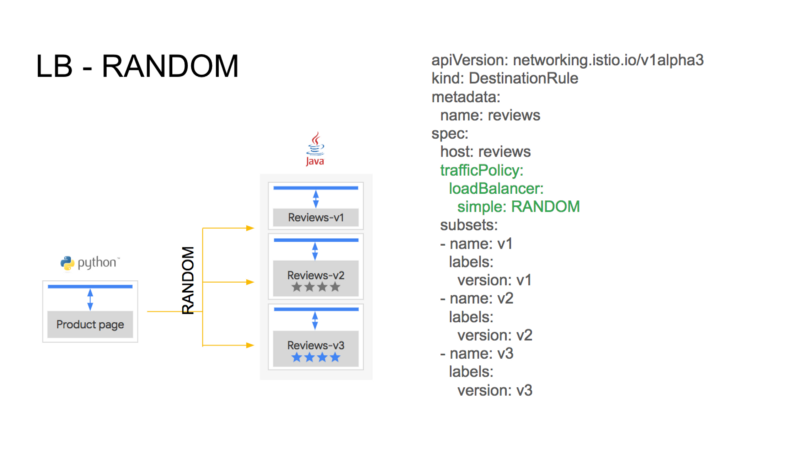 LB - RANDOM
Java
Reviews-v1
Reviews-v2
Reviews-v3
python
Product page
RANDOM
apiVersion: networking.istio.io/v1alpha3
kind: DestinationRule
metadata:
  name: reviews
spec:
  host: reviews
  trafficPolicy:
    loadBalancer:
      simple: RANDOM
  subsets:
  - name: v1
    labels:
      version: v1
  - name: v2
    labels:
      version: v2
  - name: v3
    labels:
      version: v3